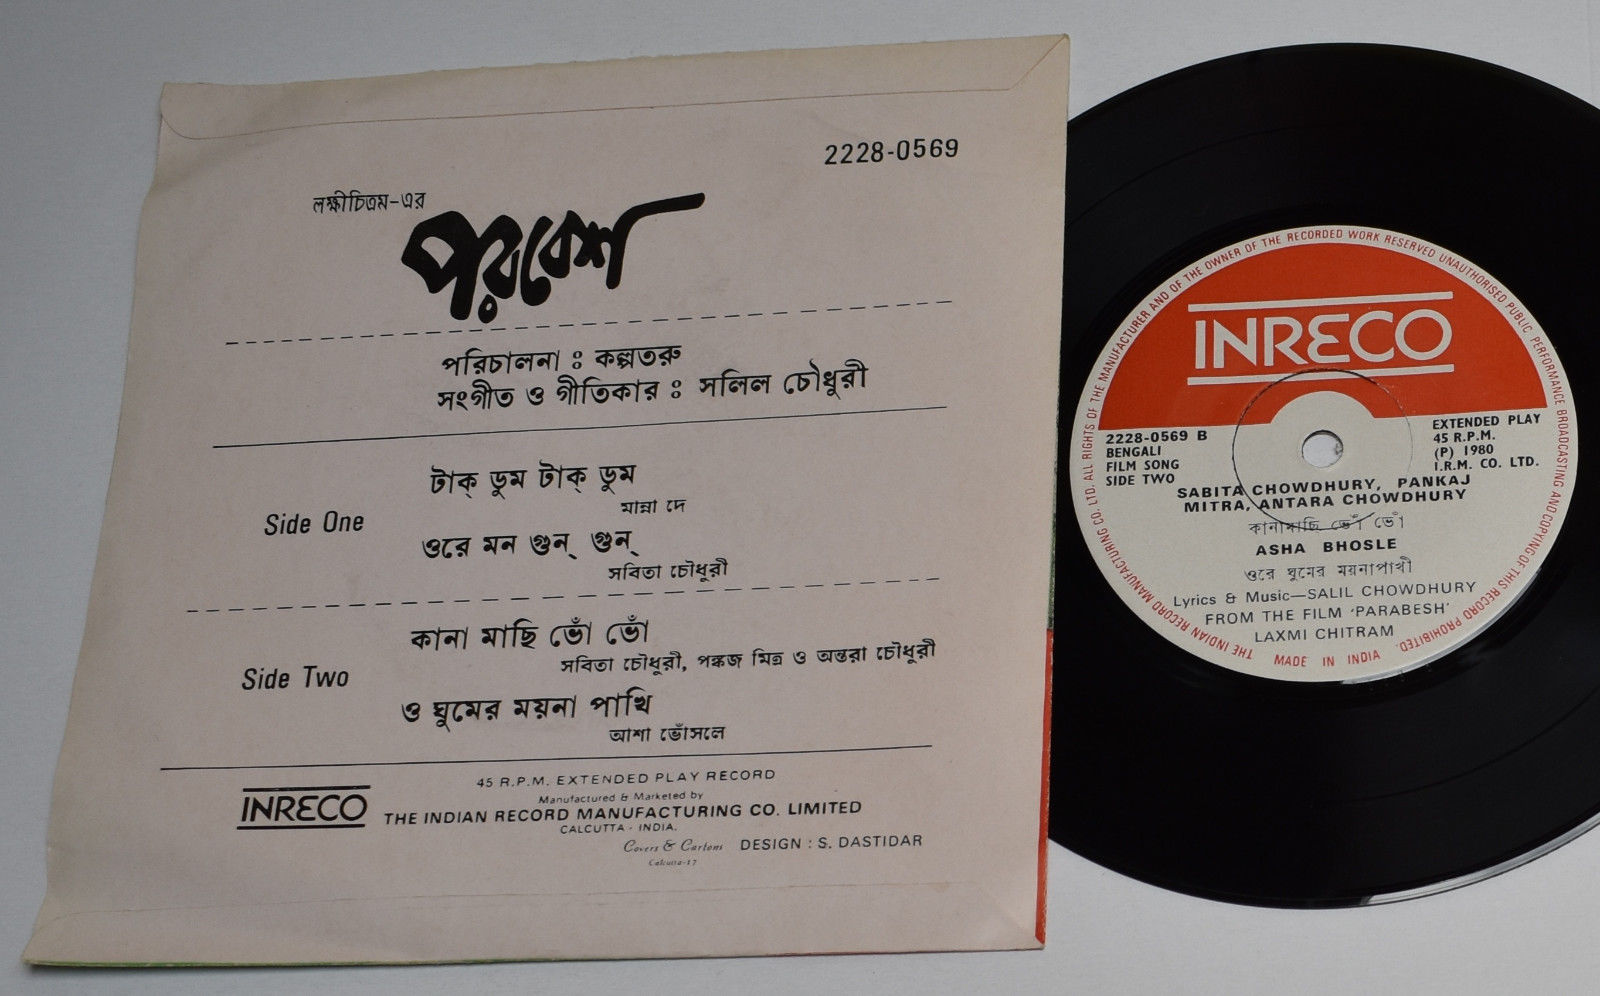 2228-0569
লক্ষীচিত্রম-এর
পরবেশ
পরিচালনা : কল্পতরু
সংগীত ও গীতিকার : সলিল চৌধুরী
Side One
টাক্ ডুম টাক্ ডুম
মান্না দে
ওরে মন গুন্ গুন্
সবিতা চৌধুরী
Side Two
কানা মাছি ভোঁ ভোঁ
সবিতা চৌধুরী, পঙ্কজ মিত্র ও অন্তরা চৌধুরী
ও ঘুমের ময়না পাখি
আশা ভোঁসলে
INRECO
45 R.P.M. EXTENDED PLAY RECORD
Manufactured & Marketed by
THE INDIAN RECORD MANUFACTURING CO. LIMITED
CALCUTTA - INDIA.
Covers & Cartons
Calcutta-17
DESIGN : S. DASTIDAR
THE INDIAN RECORD MANUFACTURING CO. LTD. ALL RIGHTS OF THE MANUFACTURER AND OF THE OWNER OF THE RECORDED WORK RESERVED UNAUTHORISED PUBLIC PERFORMANCE BROADCASTING AND COPYING OF THIS RECORD PROHIBITED.
MADE IN INDIA
INRECO
2228-0569 B
BENGALI
FILM SONG
SIDE TWO
EXTENDED PLAY
45 R.P.M.
(P) 1980
I.R.M. CO. LTD.
SABITA CHOWDHURY, PANKAJ
MITRA, ANTARA CHOWDHURY
কানামাছি ভোঁ ভোঁ
ASHA BHOSLE
ওরে ঘুমের ময়নাপাখী
Lyrics & Music—SALIL CHOWDHURY
FROM THE FILM 'PARABESH'
LAXMI CHITRAM